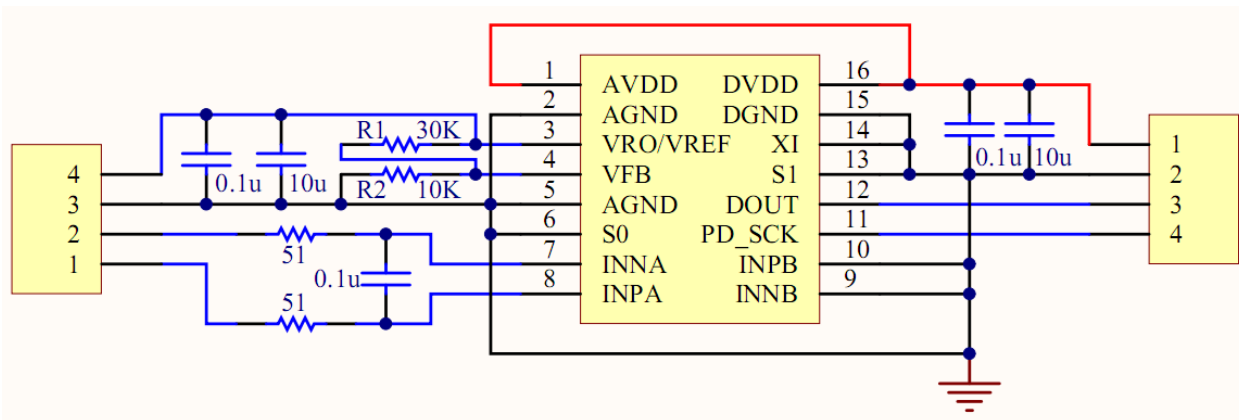 1 AVDD DVDD 16
2 AGND DGND 15
R1 30K 3 VRO/VREF XI 14 1
4 0.1u 10u R2 10K 4 VFB S1 13 0.1u 10u 2
3 5 AGND DOUT 12 3
2 6 S0 PD_SCK 11 4
1 51 0.1u 7 INNA INPB 10
51 8 INPA INNB 9